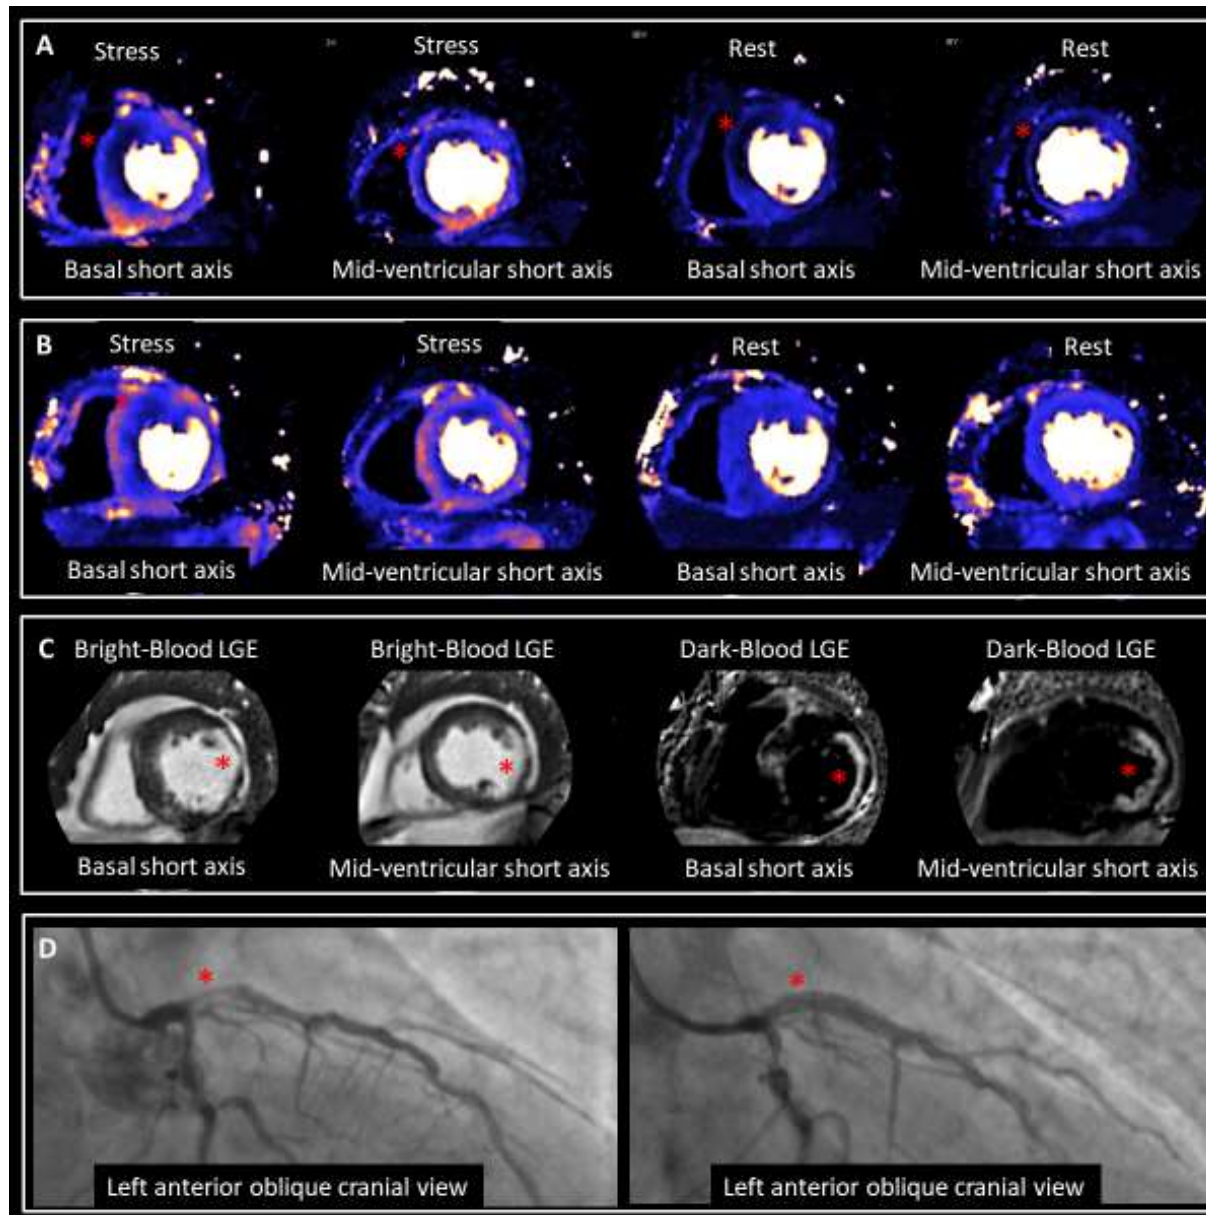 A
Stress
Stress
Rest
Rest
Basal short axis
Mid-ventricular short axis
Basal short axis
Mid-ventricular short axis
B
Stress
Stress
Rest
Rest
Basal short axis
Mid-ventricular short axis
Basal short axis
Mid-ventricular short axis
C
Bright-Blood LGE
Bright-Blood LGE
Dark-Blood LGE
Dark-Blood LGE
Basal short axis
Mid-ventricular short axis
Basal short axis
Mid-ventricular short axis
D
Left anterior oblique cranial view
Left anterior oblique cranial view